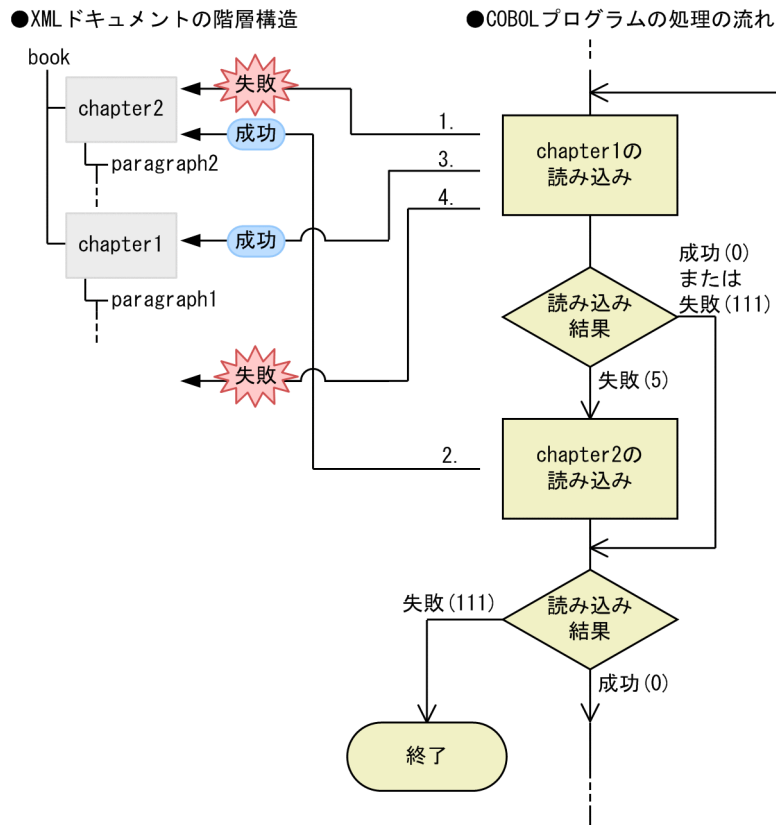 ●XMLドキュメントの階層構造
●COBOLプログラムの処理の流れ
book
失敗
chapter2
成功
1.
chapter1の
読み込み
paragraph2
3.
4.
chapter1
成功
成功(0)
または
失敗(111)
paragraph1
読み込み
結果
失敗
失敗(5)
2.
chapter2の
読み込み
失敗(111)
読み込み
結果
成功(0)
終了